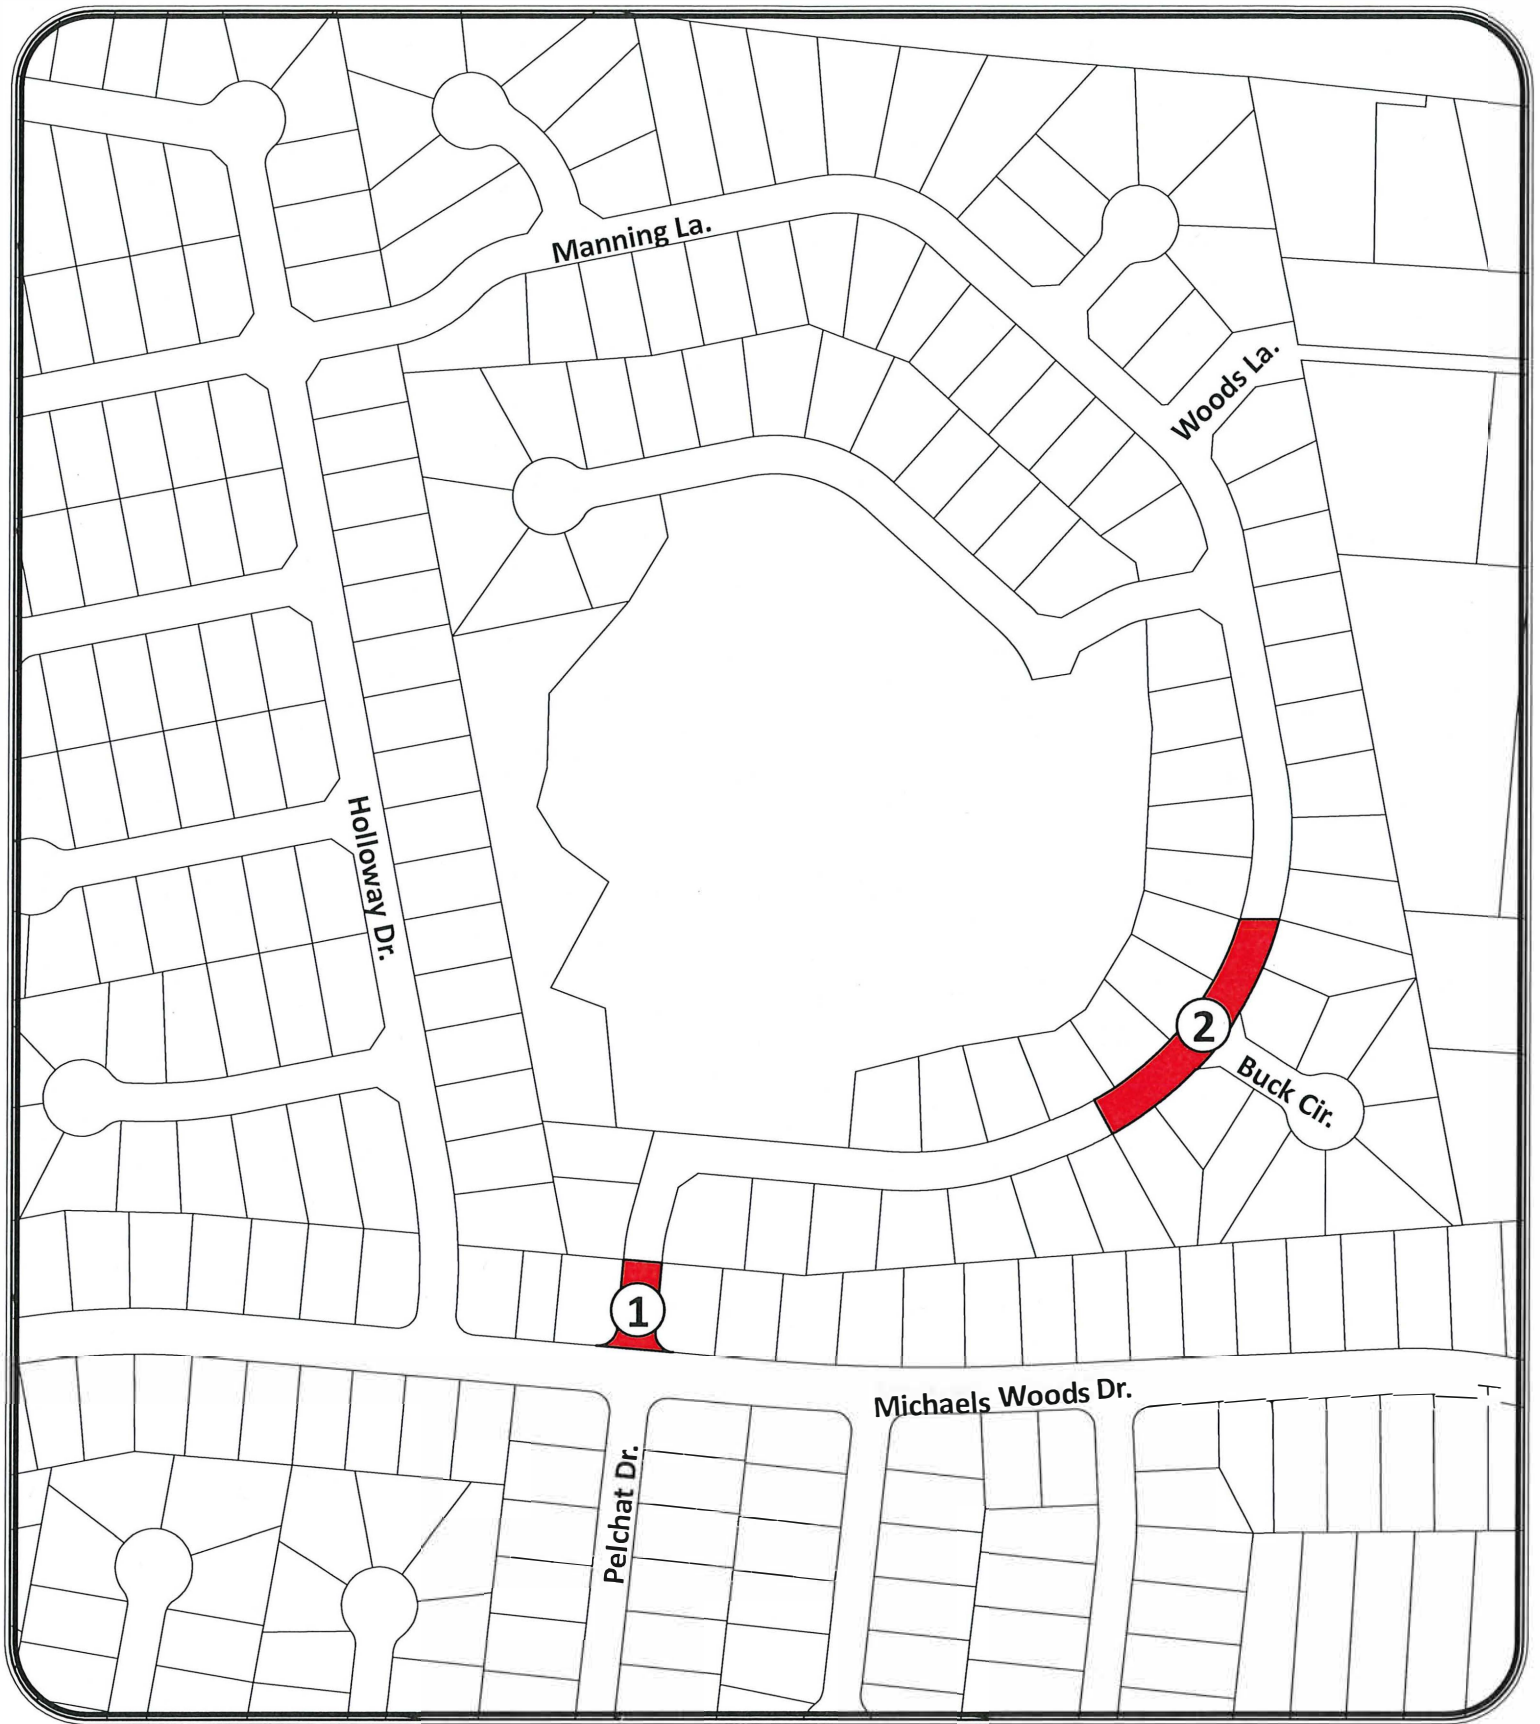 Manning La.
Woods La.
Holloway Dr.
2
Buck Cir.
1
Michaels Woods Dr.
Pelchat Dr.